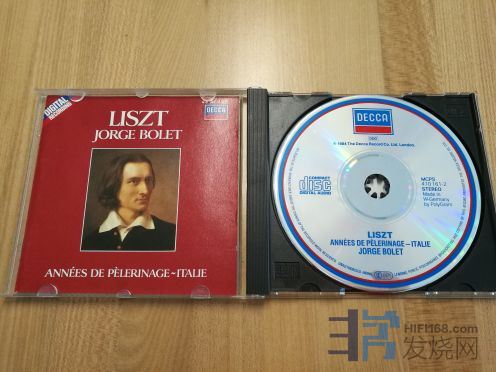 DIGITAL
RECORDING
DECCA
LISZT
JORGE BOLET
ANNÉES DE PÈLERINAGE~ITALIE
DECCA
℗ 1984 The Decca Record Co. Ltd. London.
COMPACT
disc
DIGITAL AUDIO
MCPS
410 161-2
STEREO
Made in
W-Germany
by PolyGram
LISZT
ANNÉES DE PÈLERINAGE-ITALIE
JORGE BOLET
HIFI168.com
发烧网